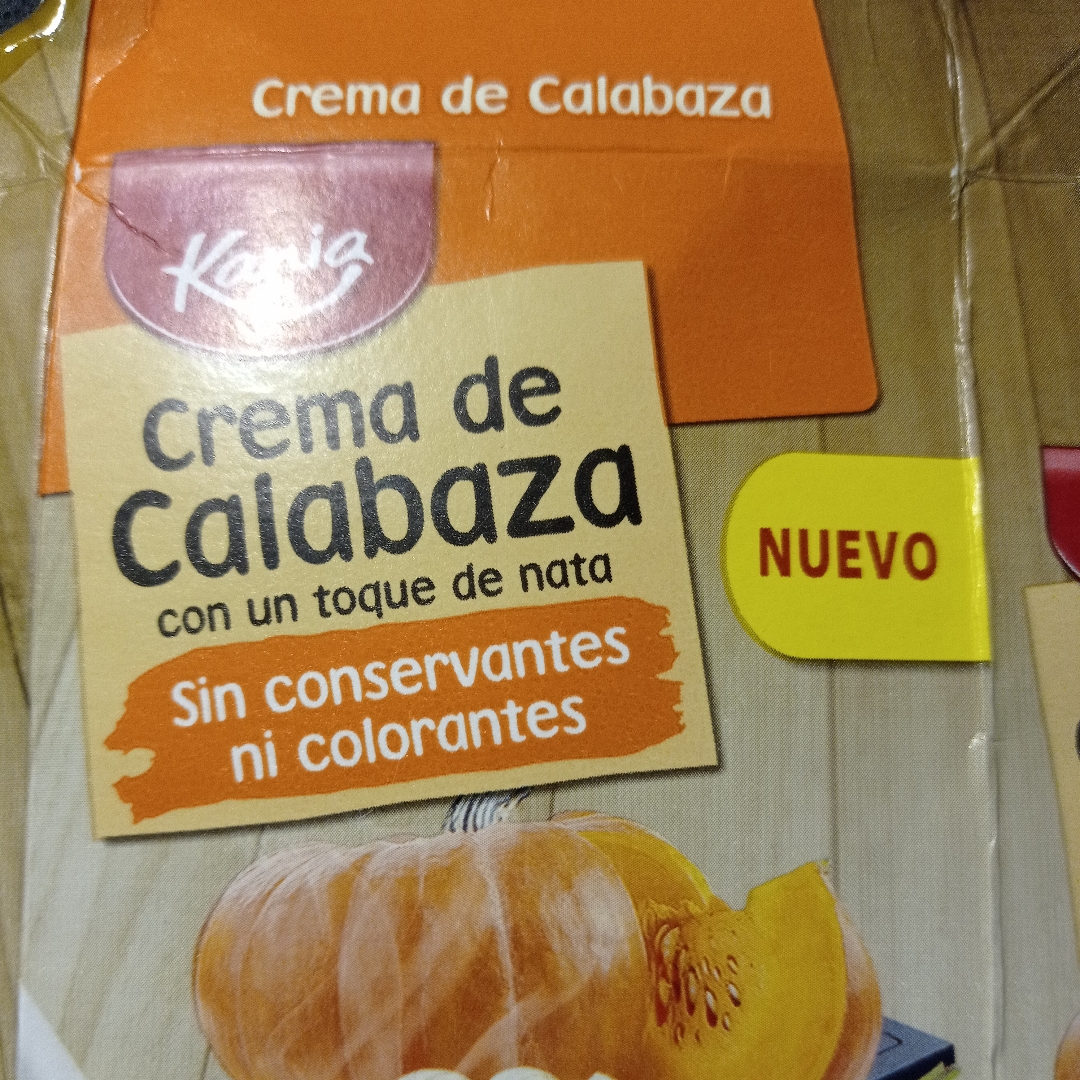 Crema de Calabaza
Kania
Crema de
Calabaza
con un toque de nata
Sin conservantes
ni colorantes
NUEVO